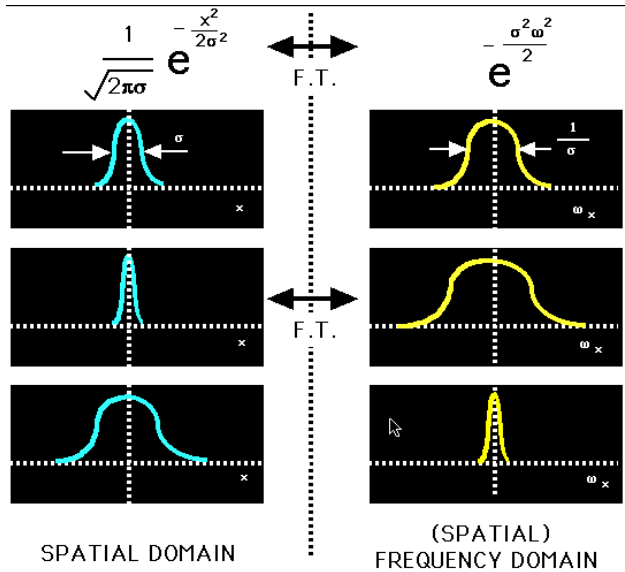 1/√2πσ e^-x²/2σ² F.T. e^-σ²ω²/2
σ
x
1/σ
ω x
x
F.T.
ω x
x
ω x
SPATIAL DOMAIN
(SPATIAL)
FREQUENCY DOMAIN